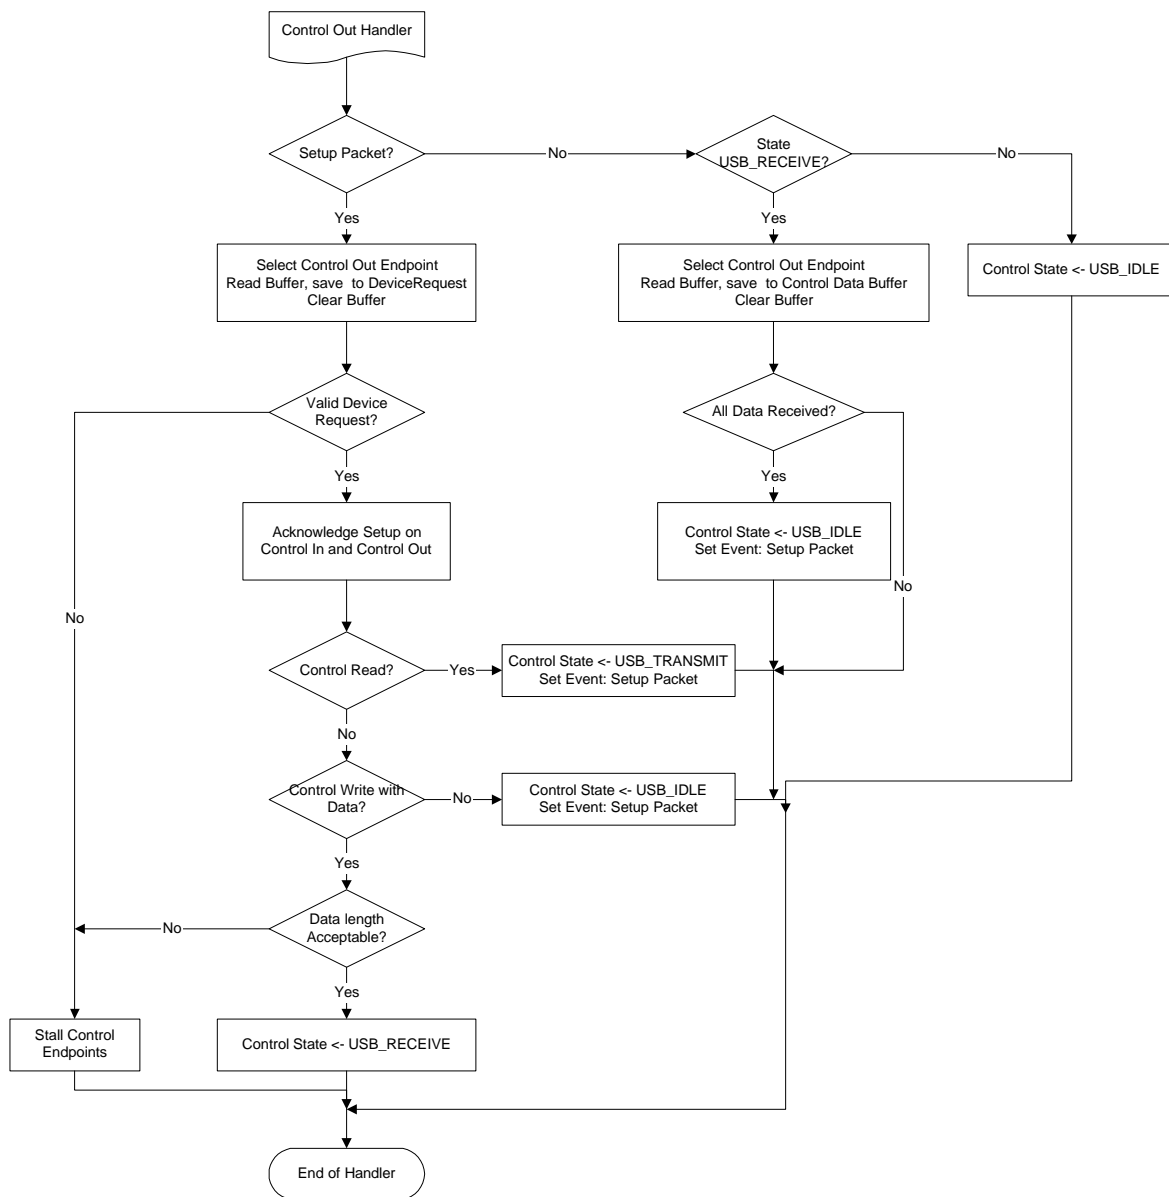 Control Out Handler
Setup Packet?
No
State
USB_RECEIVE?
No
Yes
Yes
Select Control Out Endpoint
Read Buffer, save  to DeviceRequest
Clear Buffer
Select Control Out Endpoint
Read Buffer, save  to Control Data Buffer
Clear Buffer
Control State <- USB_IDLE
Valid Device
Request?
All Data Received?
Yes
Yes
Acknowledge Setup on
Control In and Control Out
Control State <- USB_IDLE
Set Event: Setup Packet
No
No
Control Read?
Yes
Control State <- USB_TRANSMIT
Set Event: Setup Packet
No
Control Write with
Data?
No
Control State <- USB_IDLE
Set Event: Setup Packet
Yes
Data length
Acceptable?
No
Yes
Stall Control
Endpoints
Control State <- USB_RECEIVE
End of Handler